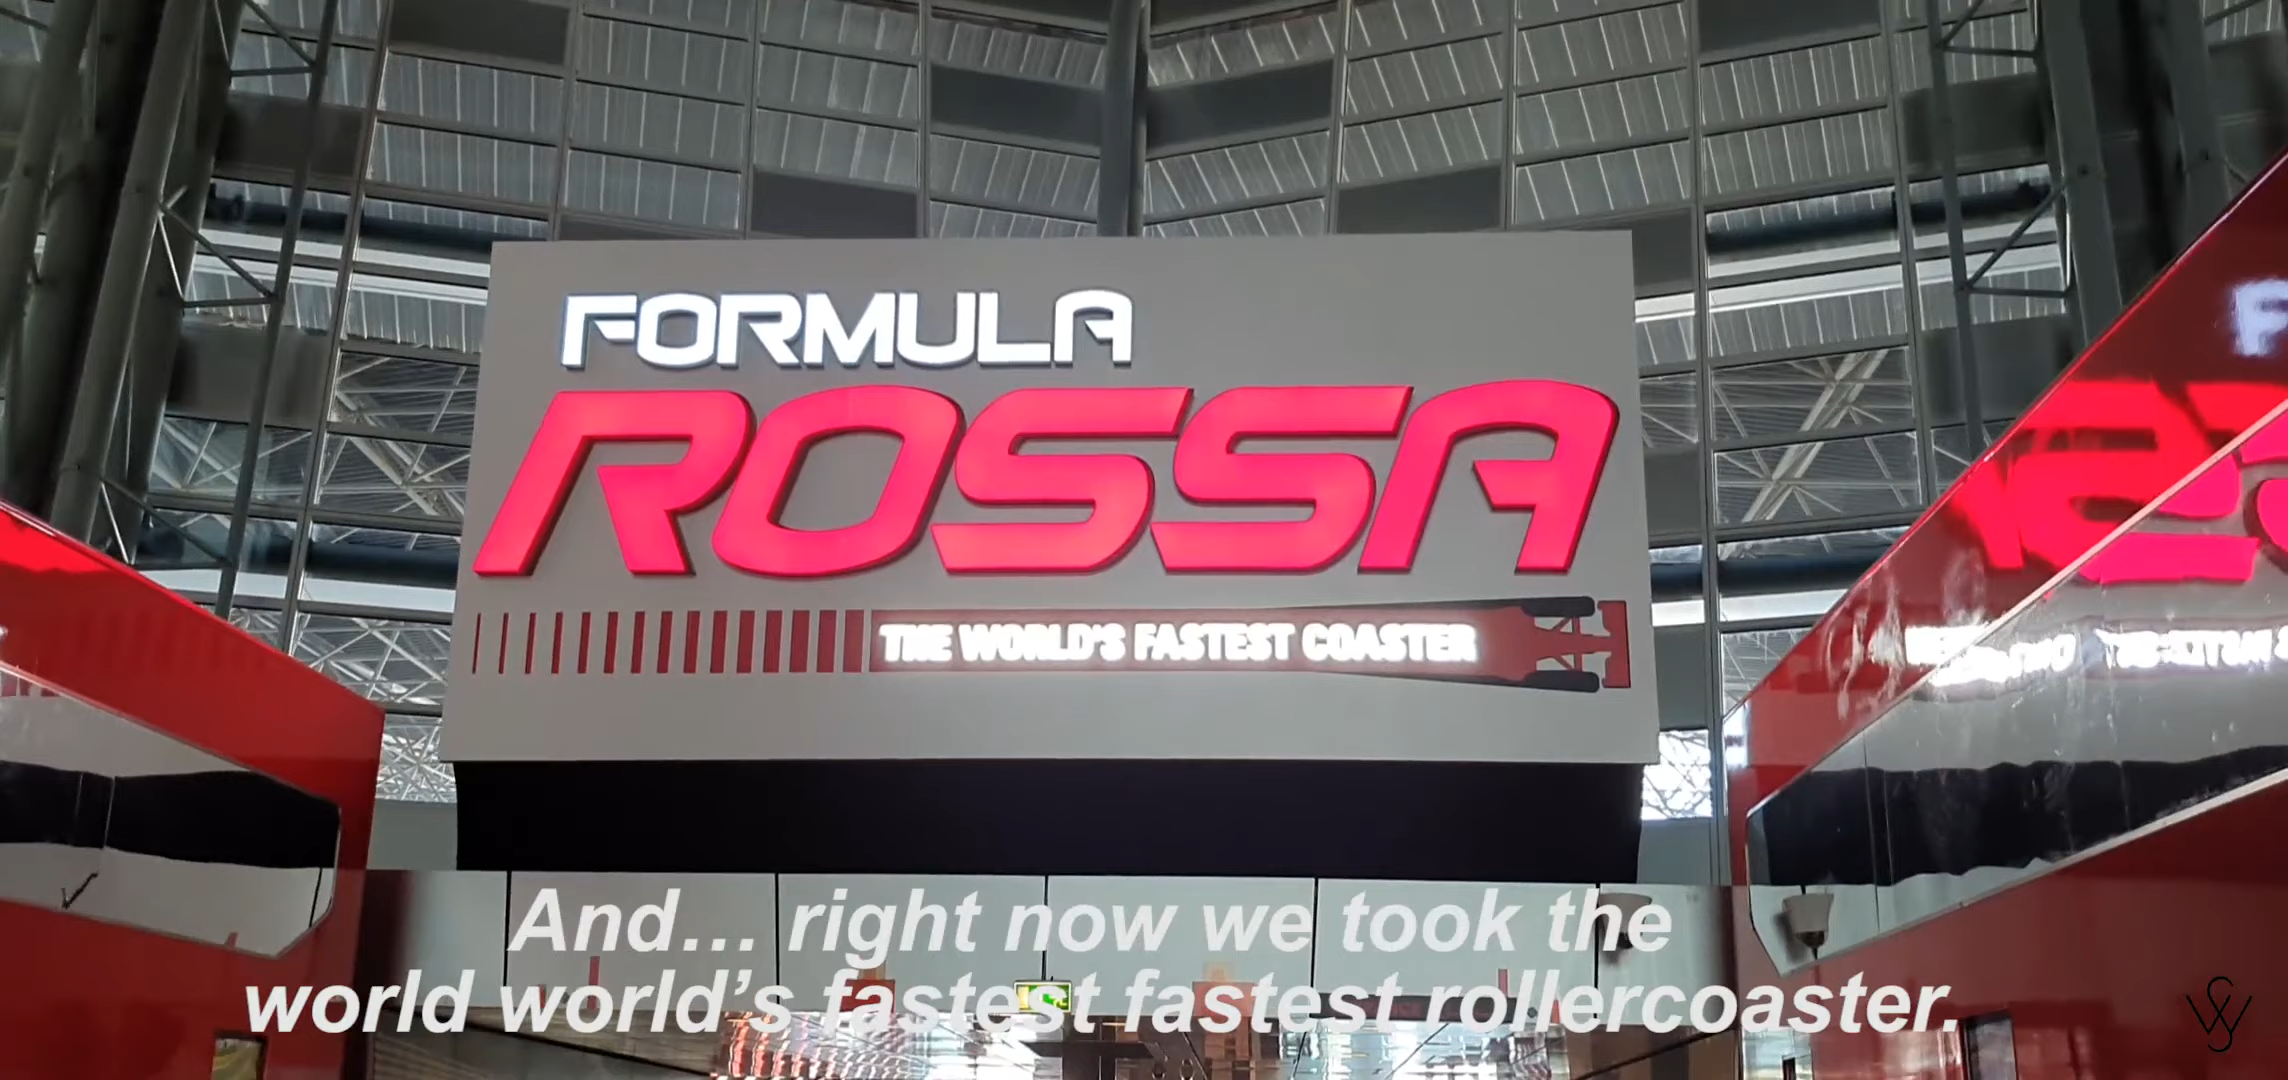 FORMULA
ROSSA
THE WORLD'S FASTEST COASTER
And... right now we took the
world world's fastest fastest rollercoaster.